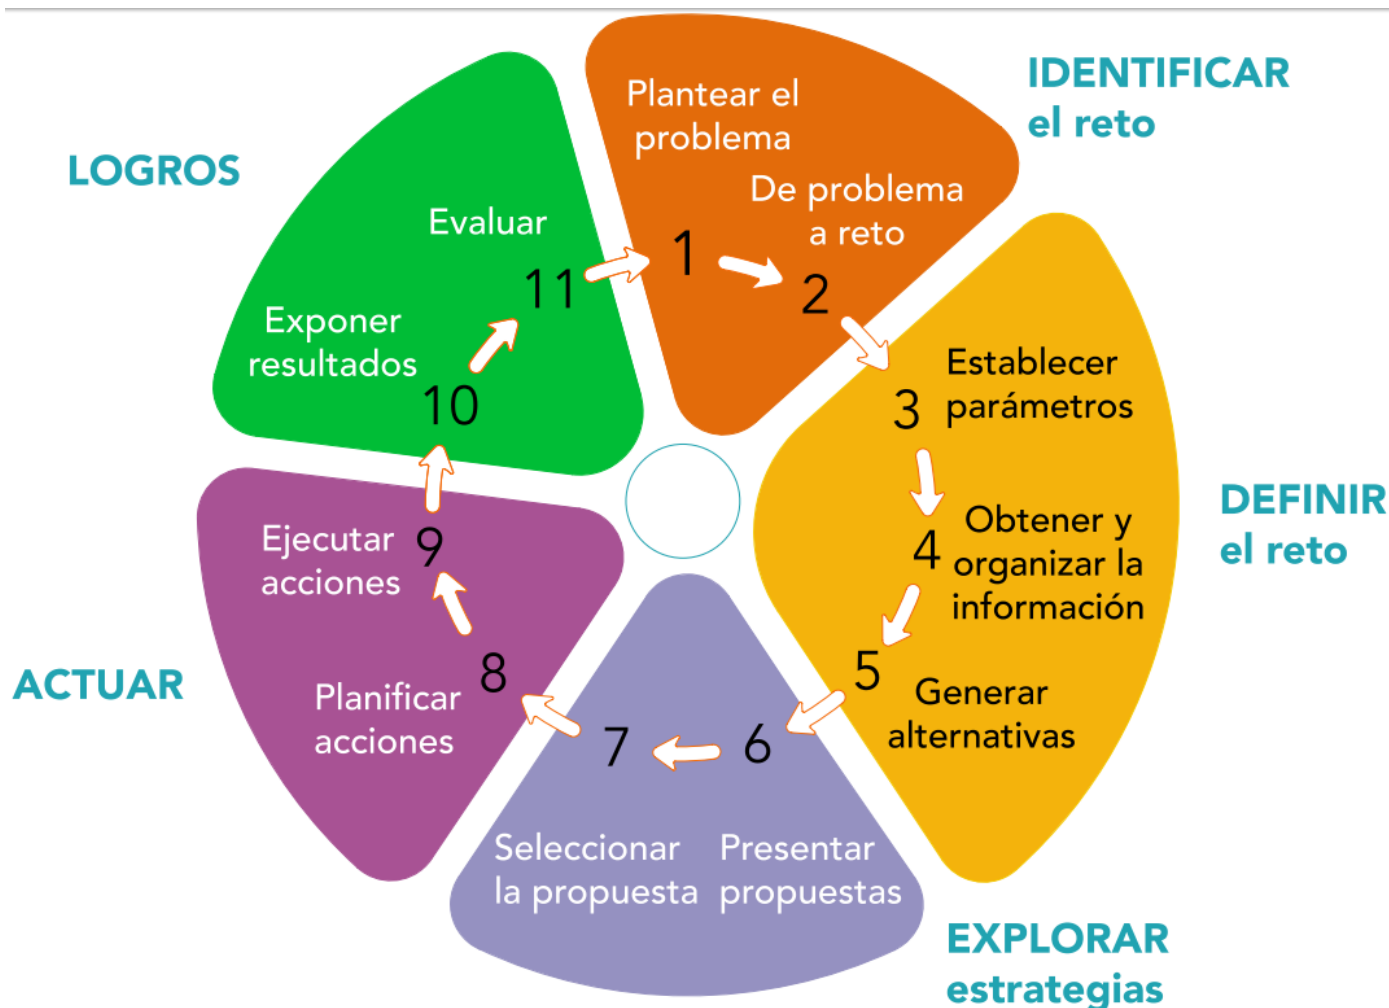 IDENTIFICAR
el reto
Plantear el
problema
1
De problema
a reto
2
DEFINIR
el reto
3
Establecer
parámetros
4
Obtener y
organizar la
información
5
Generar
alternativas
EXPLORAR
estrategias
6
Presentar
propuestas
7
Seleccionar
la propuesta
ACTUAR
8
Planificar
acciones
9
Ejecutar
acciones
LOGROS
10
Exponer
resultados
11
Evaluar